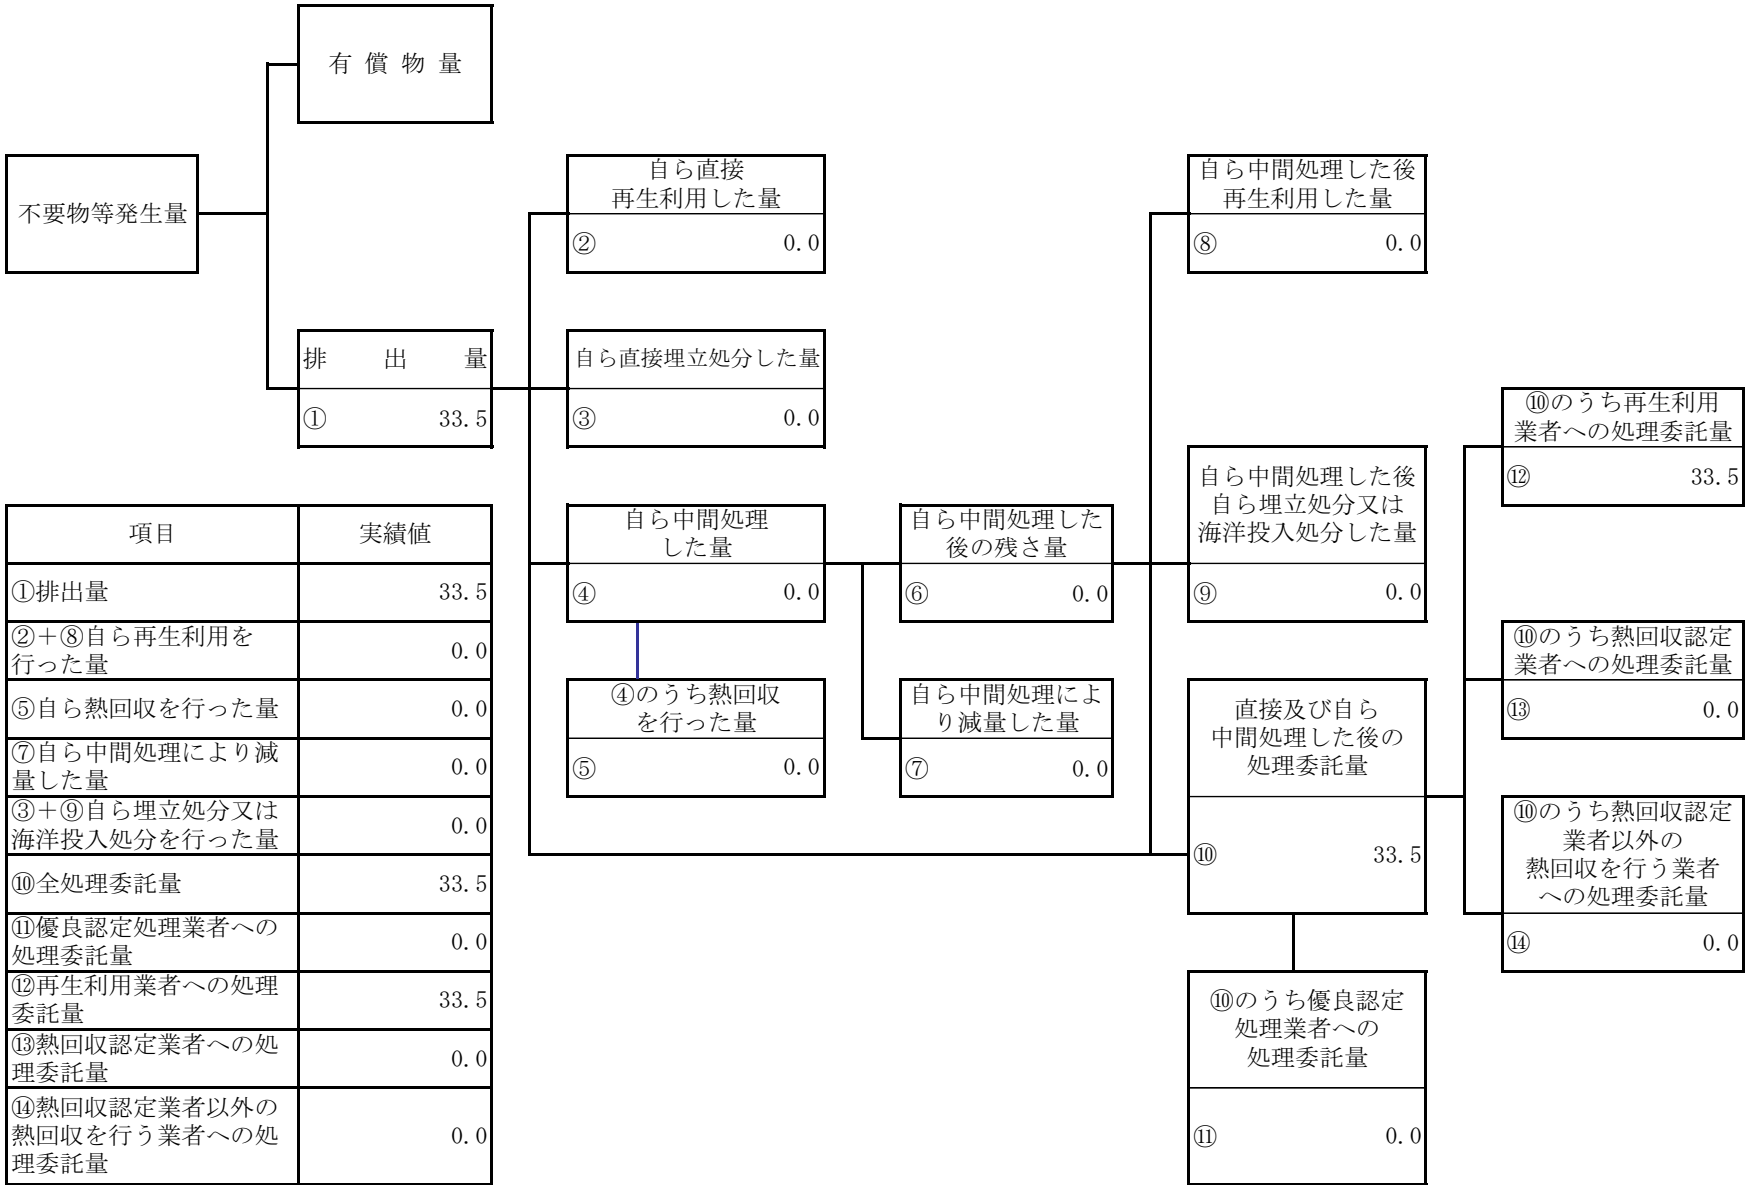 有 償 物 量
不要物等発生量
自ら直接
再生利用した量
② 0.0
自ら中間処理した後
再生利用した量
⑧ 0.0
排 出 量
① 33.5
自ら直接埋立処分した量
③ 0.0
⑩のうち再生利用
業者への処理委託量
⑫ 33.5
自ら中間処理
した量
④ 0.0
自ら中間処理した
後の残さ量
⑥ 0.0
自ら中間処理した後
自ら埋立処分又は
海洋投入処分した量
⑨ 0.0
⑩のうち熱回収認定
業者への処理委託量
⑬ 0.0
④のうち熱回収
を行った量
⑤ 0.0
自ら中間処理によ
り減量した量
⑦ 0.0
直接及び自ら
中間処理した後の
処理委託量
⑩ 33.5
⑩のうち熱回収認定
業者以外の
熱回収を行う業者
への処理委託量
⑭ 0.0
⑩のうち優良認定
処理業者への
処理委託量
⑪ 0.0
項目 実績値
①排出量 33.5
②＋⑧自ら再生利用を
行った量 0.0
⑤自ら熱回収を行った量 0.0
⑦自ら中間処理により減
量した量 0.0
③＋⑨自ら埋立処分又は
海洋投入処分を行った量 0.0
⑩全処理委託量 33.5
⑪優良認定処理業者への
処理委託量 0.0
⑫再生利用業者への処理
委託量 33.5
⑬熱回収認定業者への処
理委託量 0.0
⑭熱回収認定業者以外の
熱回収を行う業者への処
理委託量 0.0